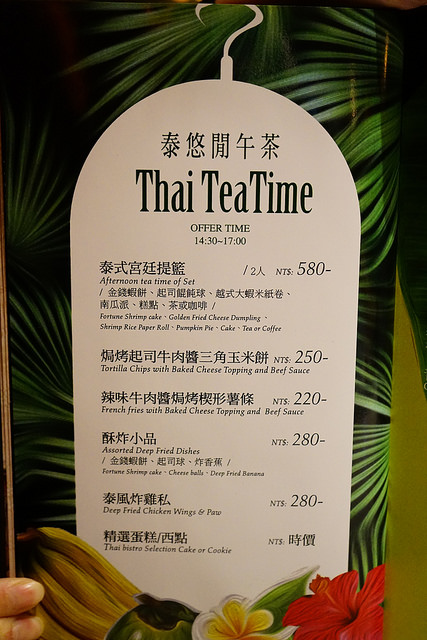 泰悠閒午茶
Thai TeaTime
OFFER TIME
14:30~17:00
泰式宮廷提籃 / 2人 NT$: 580-
Afternoon tea time of Set
/ 金錢蝦餅、起司餛飩球、越式大蝦米紙卷、
南瓜派、糕點、茶或咖啡 /
Fortune Shrimp cake、Golden Fried Cheese Dumpling、
Shrimp Rice Paper Roll、Pumpkin Pie、Cake、Tea or Coffee
焗烤起司牛肉醬三角玉米餅 NT$: 250-
Tortilla Chips with Baked Cheese Topping and Beef Sauce
辣味牛肉醬焗烤楔形薯條 NT$: 220-
French fries with Baked Cheese Topping and Beef Sauce
酥炸小品 NT$: 280-
Assorted Deep Fried Dishes
/ 金錢蝦餅、起司球、炸香蕉 /
Fortune Shrimp cake、Cheese balls、Deep Fried Banana
泰風炸雞私 NT$: 280-
Deep Fried Chicken Wings & Paw
精選蛋糕/西點 NT$: 時價
Thai bistro Selection Cake or Cookie